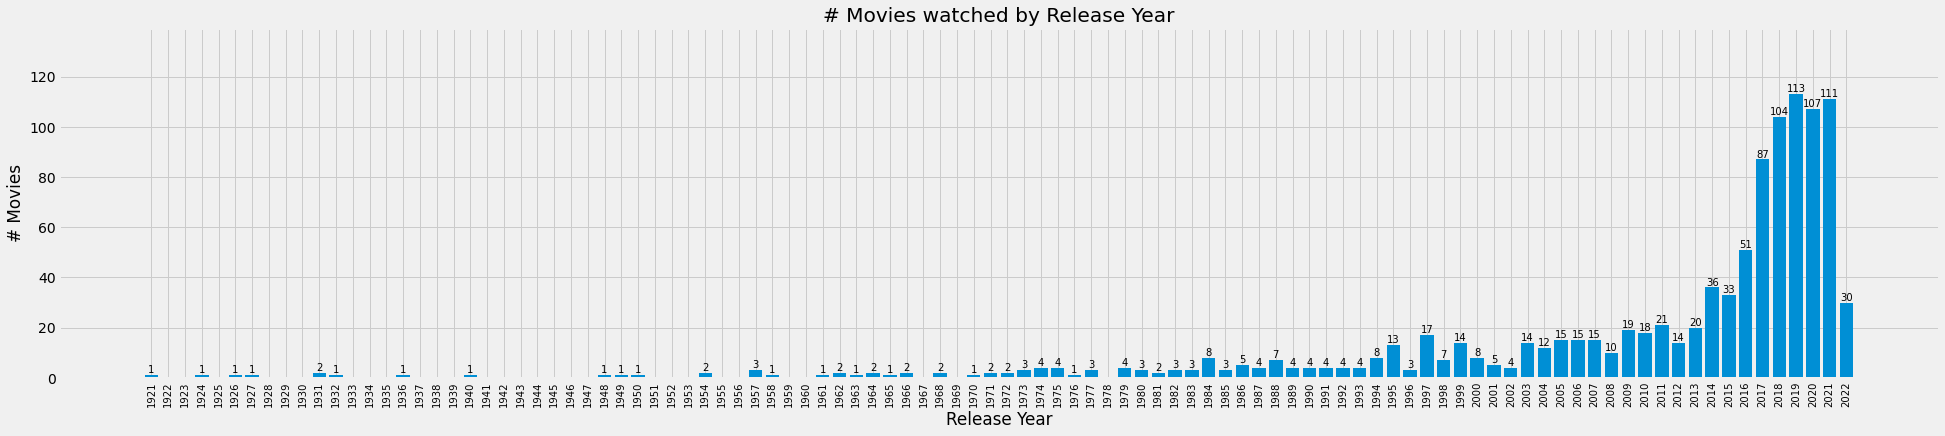 # Movies watched by Release Year
# Movies
120
100
80
60
40
20
0
1 1 1 1 2 1 1 1 1 1 1 2 3 1 1 2 1 2 1 2 2 1 2 2 3 4 4 1 3 4 3 2 3 3 8 3 5 4 7 4 4 4 4 4 8 13 3 17 7 14 8 5 4 14 12 15 15 15 10 19 18 21 14 20 36 33 51 87 104 113 107 111 30
1921 1922 1923 1924 1925 1926 1927 1928 1929 1930 1931 1932 1933 1934 1935 1936 1937 1938 1939 1940 1941 1942 1943 1944 1945 1946 1947 1948 1949 1950 1951 1952 1953 1954 1955 1956 1957 1958 1959 1960 1961 1962 1963 1964 1965 1966 1967 1968 1969 1970 1971 1972 1973 1974 1975 1976 1977 1978 1979 1980 1981 1982 1983 1984 1985 1986 1987 1988 1989 1990 1991 1992 1993 1994 1995 1996 1997 1998 1999 2000 2001 2002 2003 2004 2005 2006 2007 2008 2009 2010 2011 2012 2013 2014 2015 2016 2017 2018 2019 2020 2021 2022
Release Year